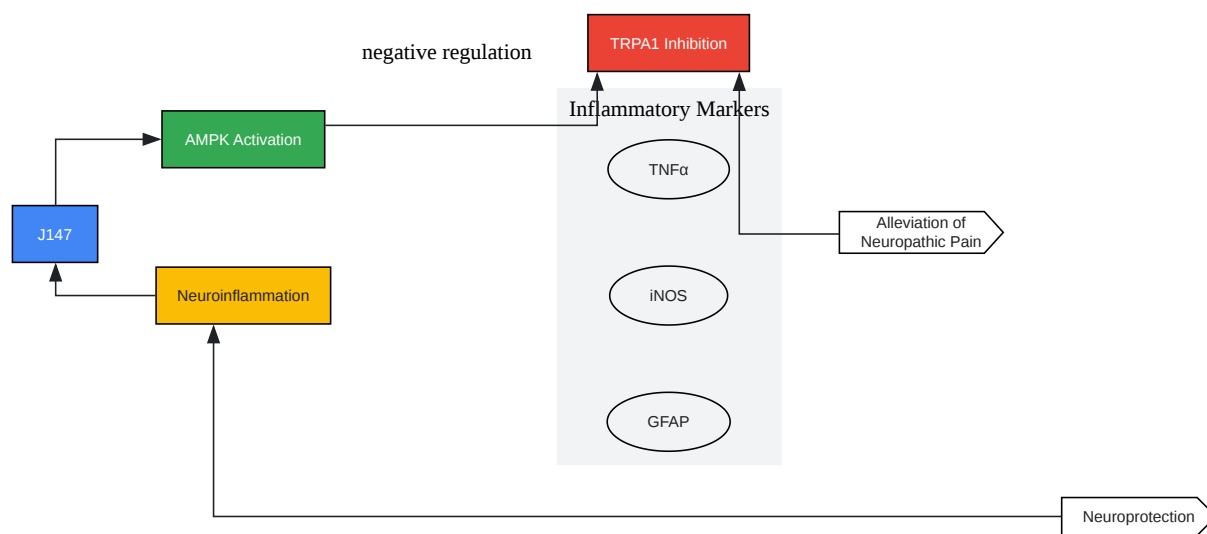 TRPA1 Inhibition
negative regulation
Inflammatory Markers
AMPK Activation
TNFα
J147
Alleviation of
Neuropathic Pain
Neuroinflammation
iNOS
GFAP
Neuroprotection